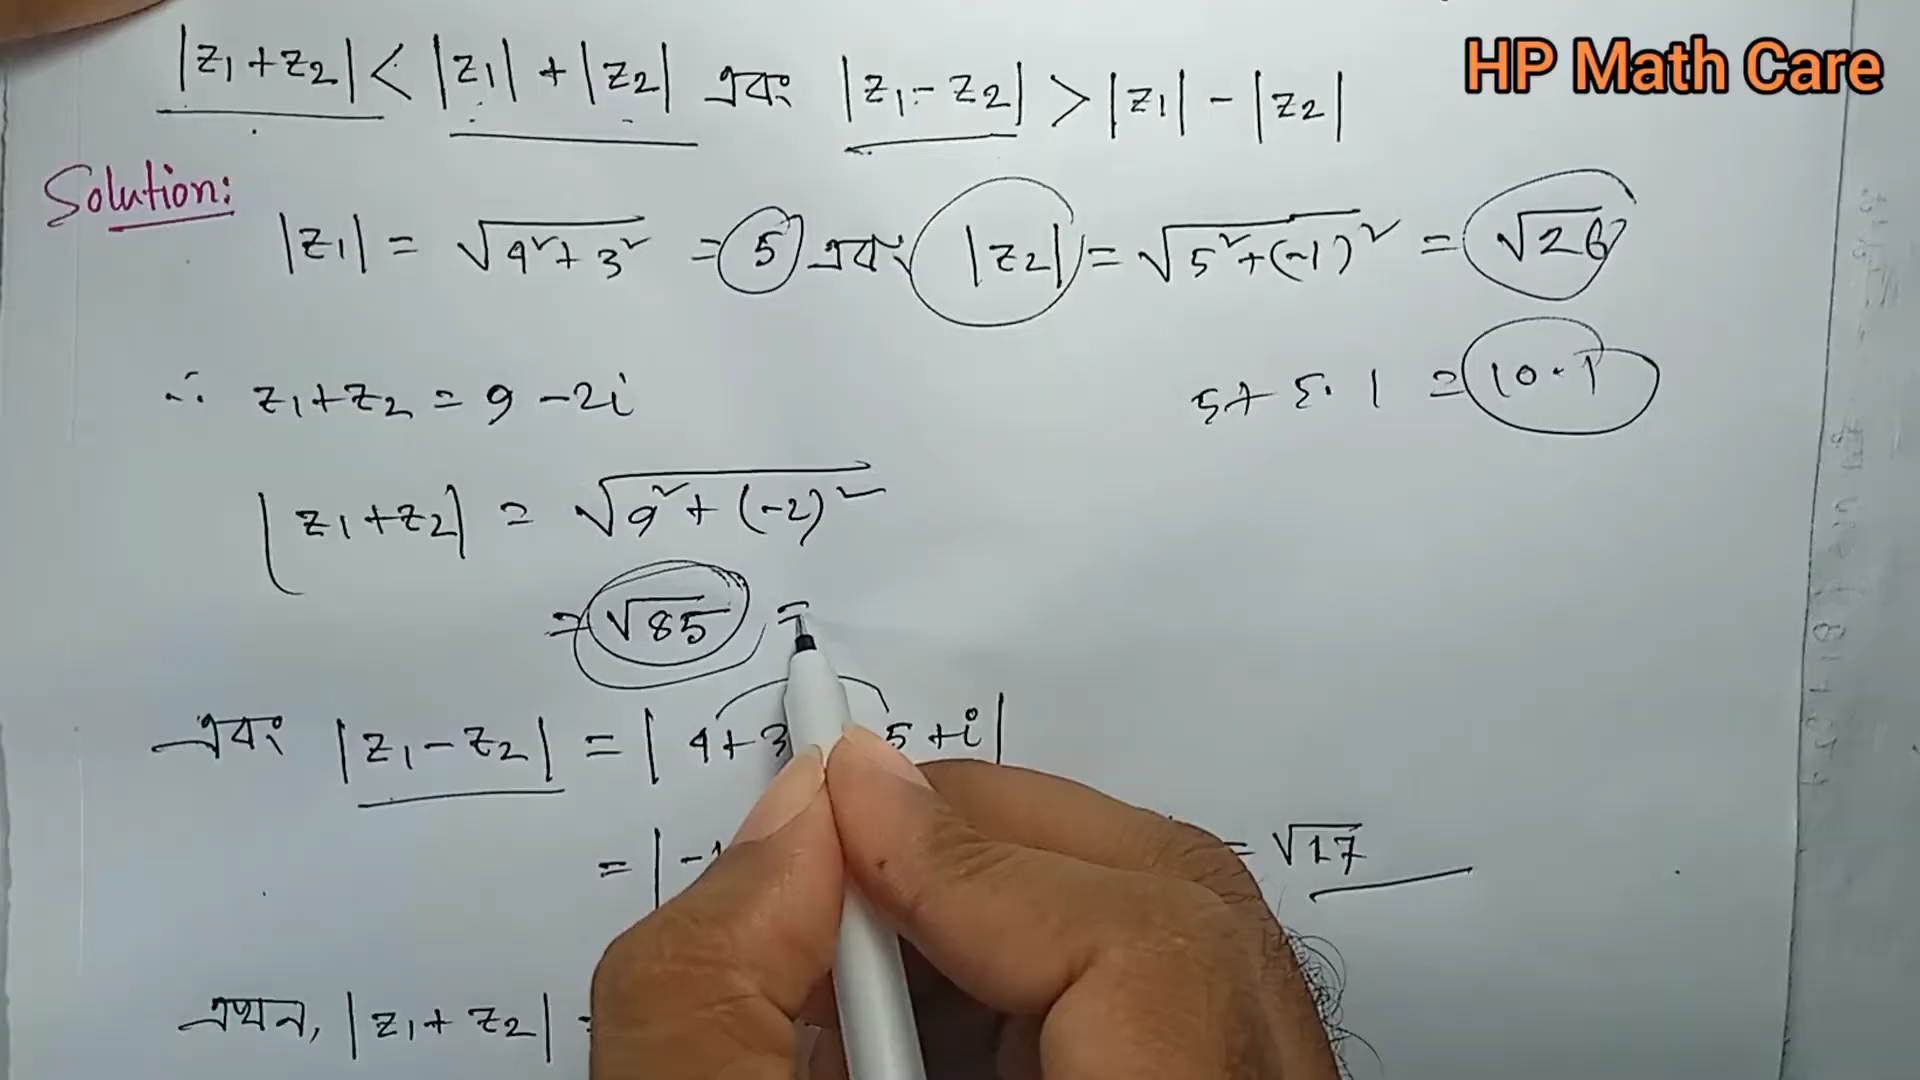 HP Math Care
|z₁+z₂| < |z₁| + |z₂| এবং |z₁ - z₂| > |z₁| - |z₂|
Solution:
|z₁| = √4²+3² = 5 এবং |z₂| = √5²+(-1)² = √26
∴ z₁+z₂ = 9 - 2i
5+5.1 = 10.1
|z₁+z₂| = √9²+(-2)²
= √85 =
এবং |z₁ - z₂| = |4+3 5+i|
= |-1 = √17
এখন, |z₁+z₂| =